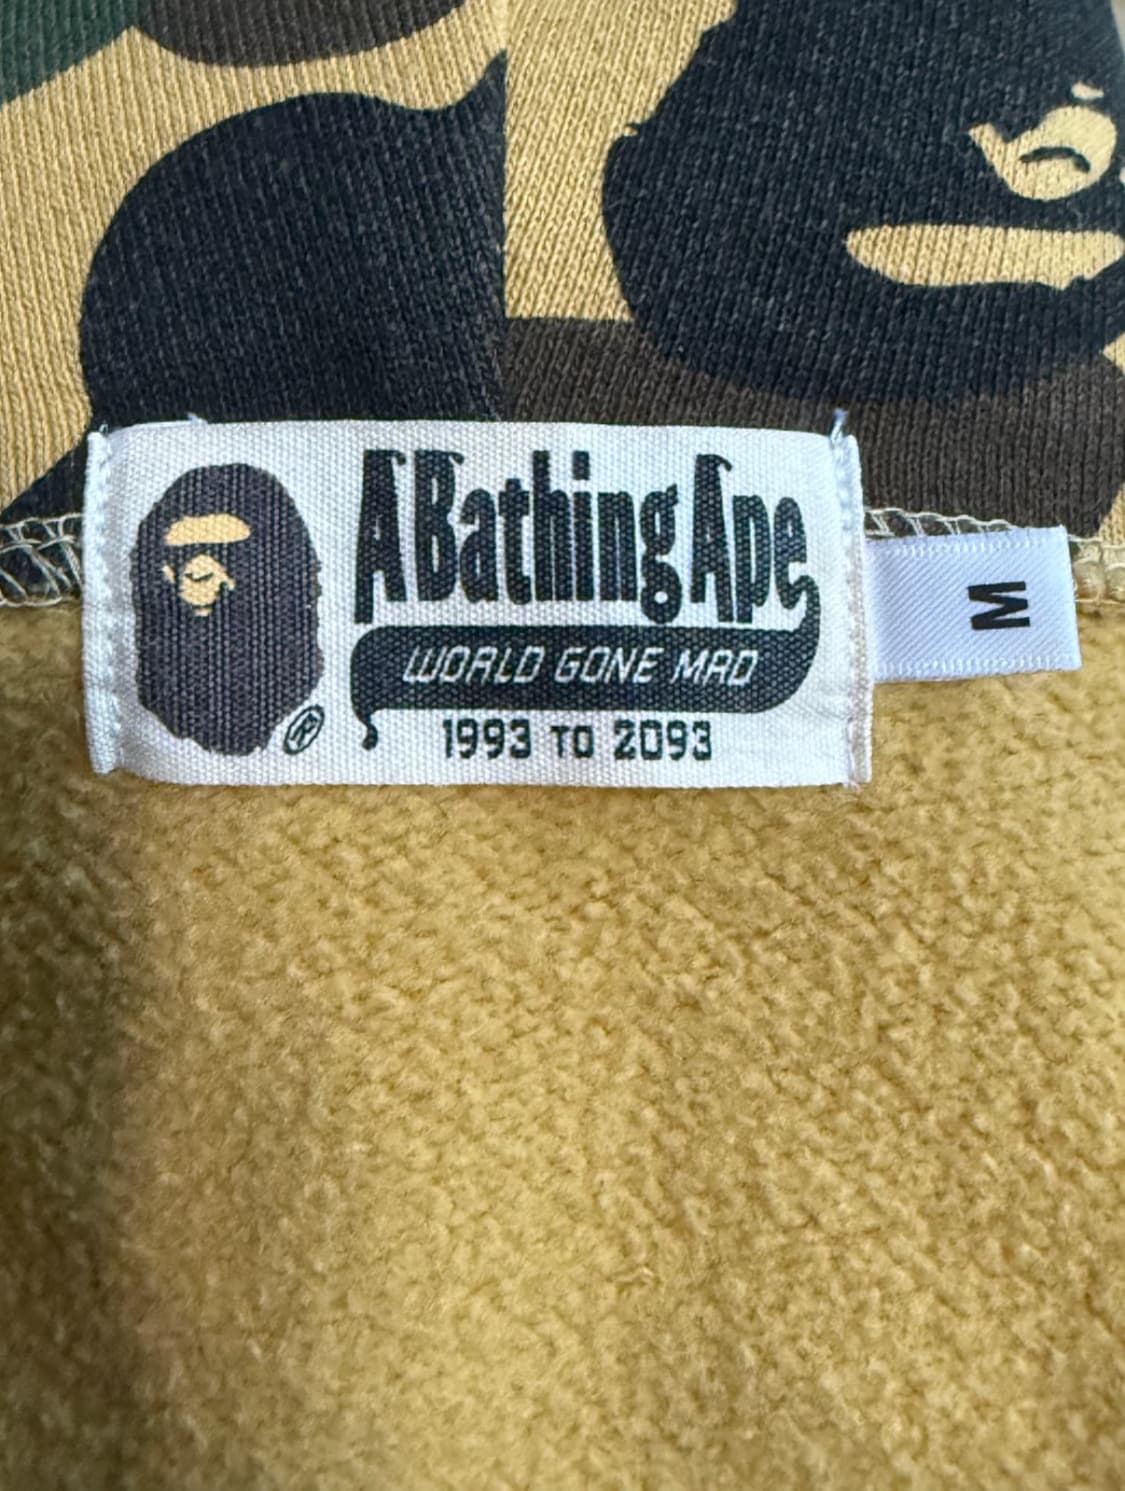 A Bathing Ape
WORLD GONE MAD
1993 TO 2093
®
M